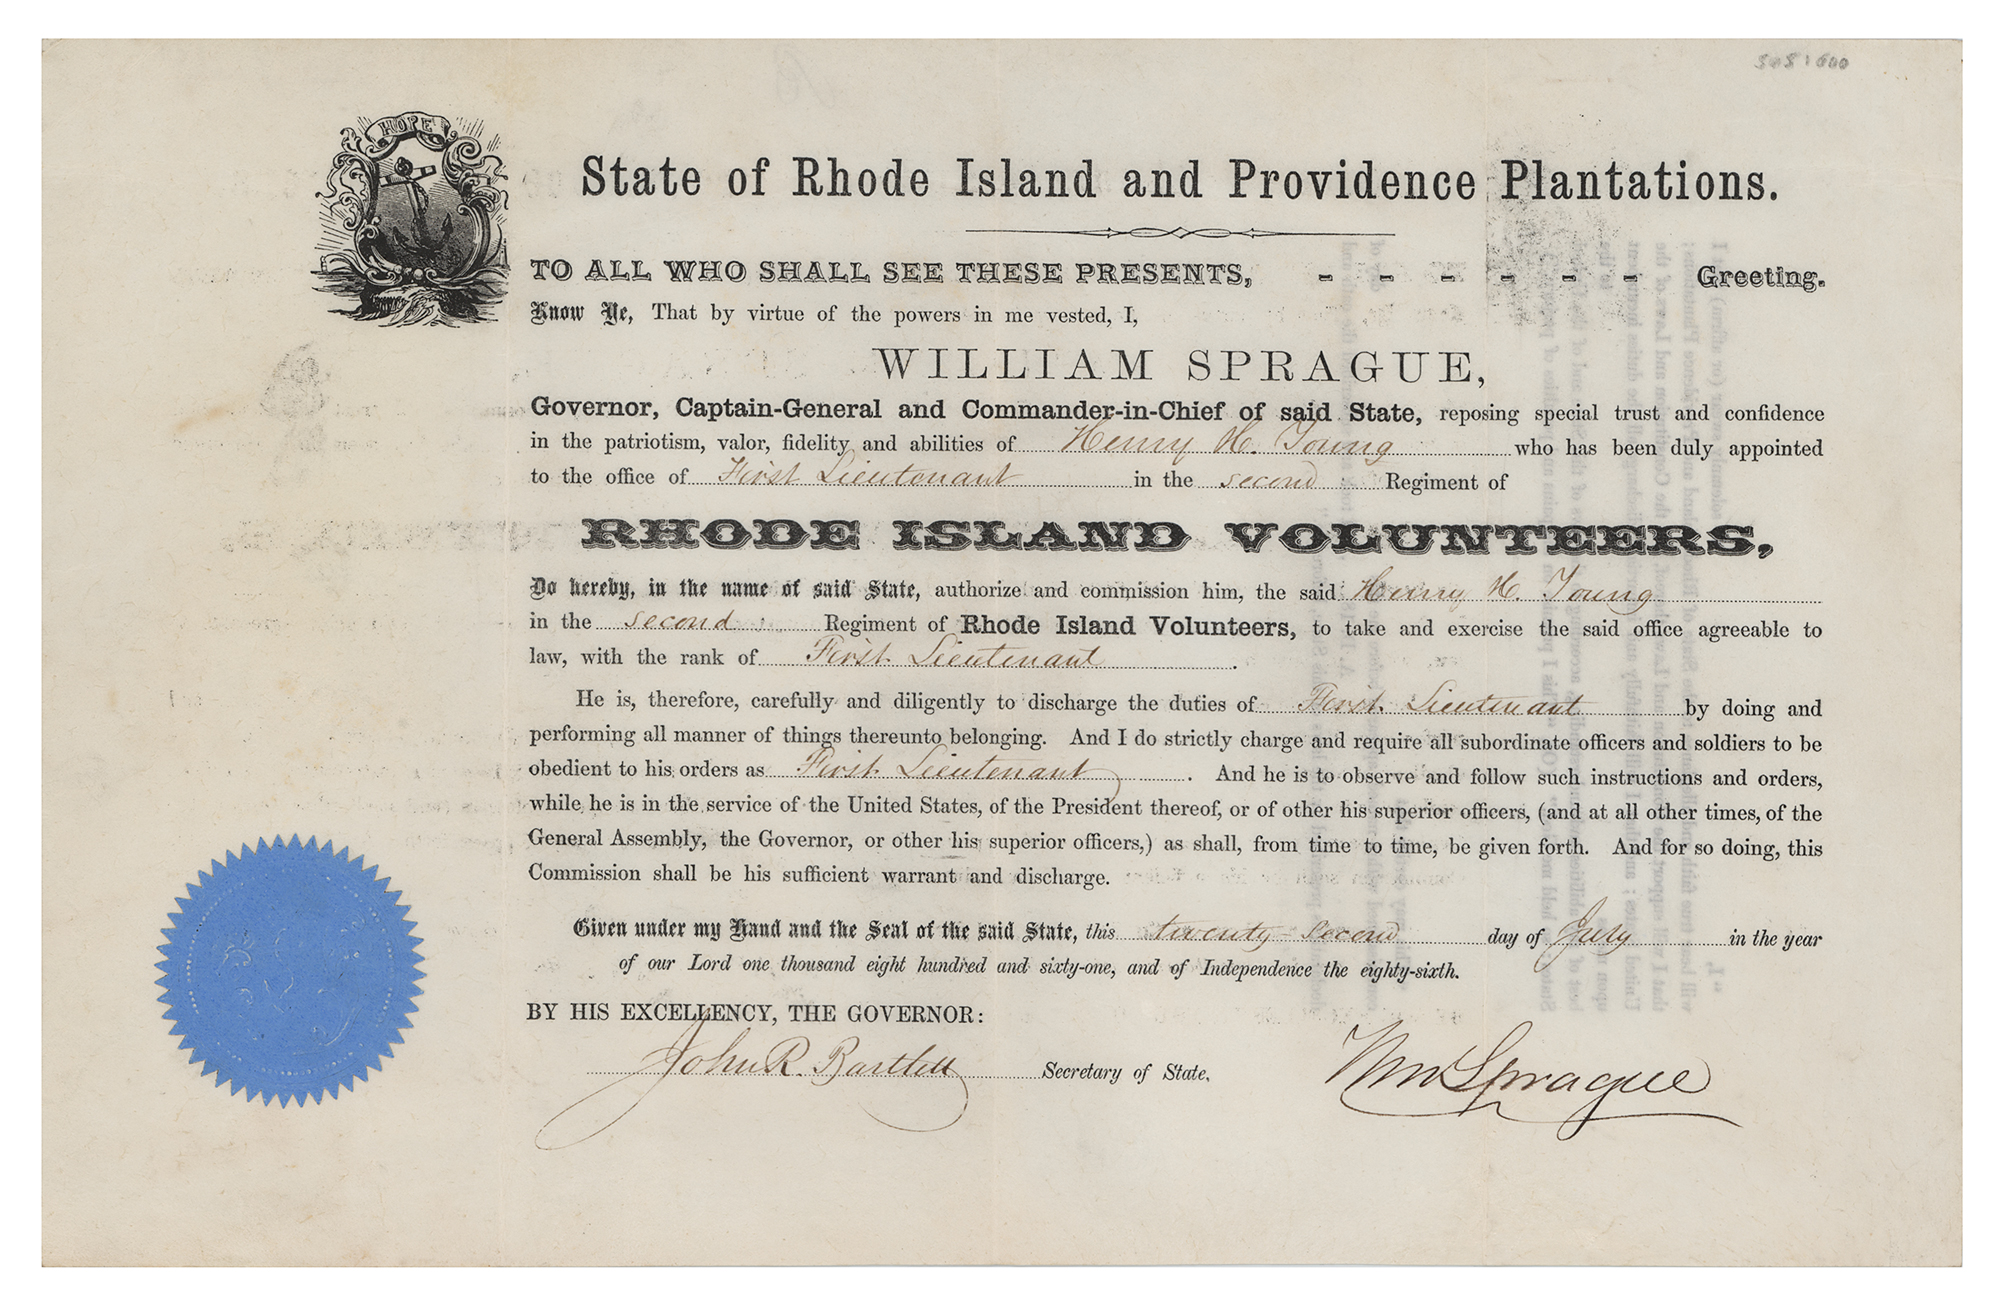 HOPE
State of Rhode Island and Providence Plantations.
TO ALL WHO SHALL SEE THESE PRESENTS, - - - - - - Greeting.
Know Ye, That by virtue of the powers in me vested, I,
WILLIAM SPRAGUE,
Governor, Captain-General and Commander-in-Chief of said State, reposing special trust and confidence
in the patriotism, valor, fidelity and abilities of Henry H. Young who has been duly appointed
to the office of First Lieutenant in the second Regiment of
RHODE ISLAND VOLUNTEERS,
Do hereby, in the name of said State, authorize and commission him, the said Henry H. Young
in the second Regiment of Rhode Island Volunteers, to take and exercise the said office agreeable to
law, with the rank of First Lieutenant.
He is, therefore, carefully and diligently to discharge the duties of First Lieutenant by doing and
performing all manner of things thereunto belonging. And I do strictly charge and require all subordinate officers and soldiers to be
obedient to his orders as First Lieutenant. And he is to observe and follow such instructions and orders,
while he is in the service of the United States, of the President thereof, or of other his superior officers, (and at all other times, of the
General Assembly, the Governor, or other his superior officers,) as shall, from time to time, be given forth. And for so doing, this
Commission shall be his sufficient warrant and discharge.
Given under my Hand and the Seal of the said State, this twenty second day of July in the year
of our Lord one thousand eight hundred and sixty-one, and of Independence the eighty-sixth.
BY HIS EXCELLENCY, THE GOVERNOR:
John R. Bartlett Secretary of State. Wm Sprague